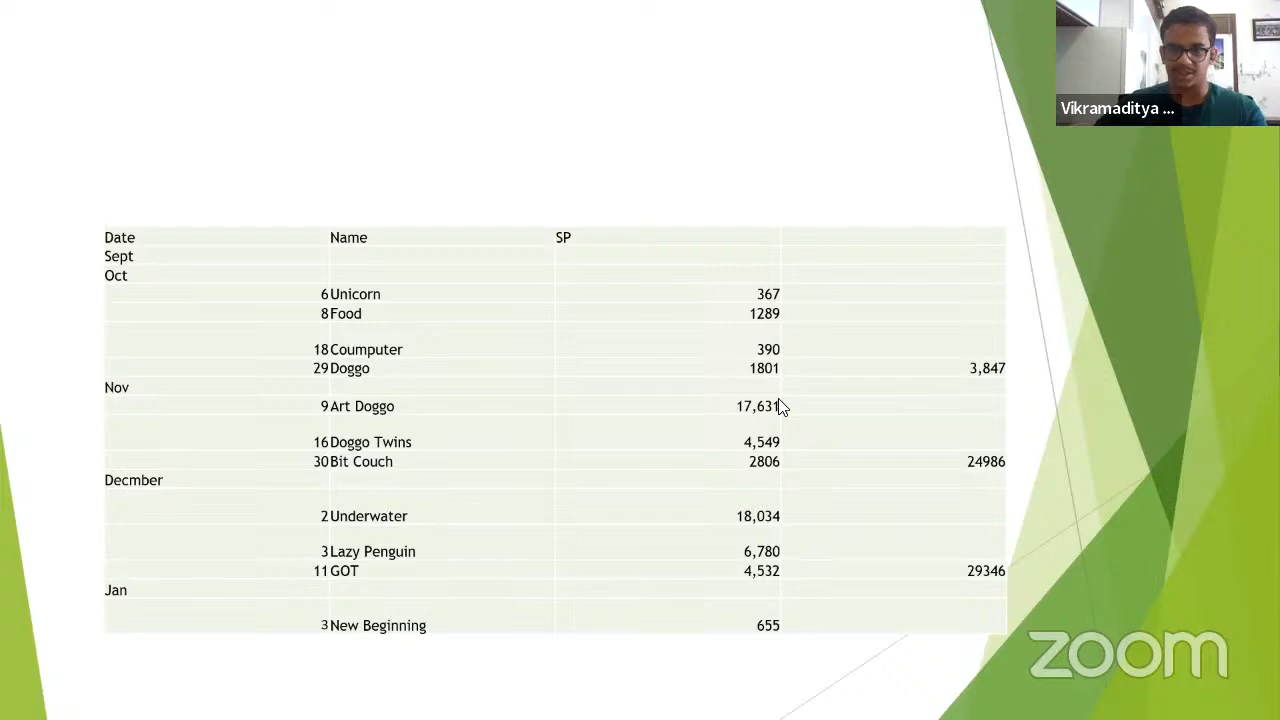 Vikramaditya ...
Date Name SP
Sept
Oct
6 Unicorn 367
8 Food 1289
18 Coumputer 390
29 Doggo 1801 3,847
Nov
9 Art Doggo 17,631
16 Doggo Twins 4,549
30 Bit Couch 2806 24986
Decmber
2 Underwater 18,034
3 Lazy Penguin 6,780
11 GOT 4,532 29346
Jan
3 New Beginning 655
zoom